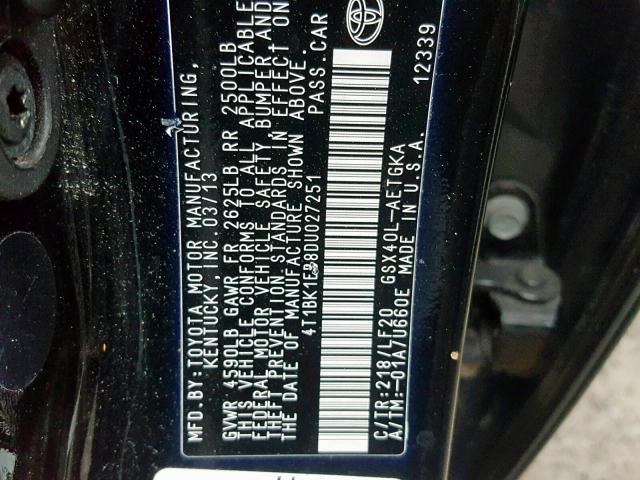 MFD. BY: TOYOTA MOTOR MANUFACTURING,
KENTUCKY, INC. 03/13
GVWR 4590LB GAWR FR 2625LB RR 2500LB
THIS VEHICLE CONFORMS TO ALL APPLICABLE
FEDERAL MOTOR VEHICLE SAFETY, BUMPER AND
THEFT PREVENTION STANDARDS IN EFFECT ON
THE DATE OF MANUFACTURE SHOWN ABOVE.
4T1BK1EB8DU027251 PASS. CAR
C/TR:218/LF20 GSX40L-AETGKA
A/TM:-01A/U660E MADE IN U.S.A.
12339